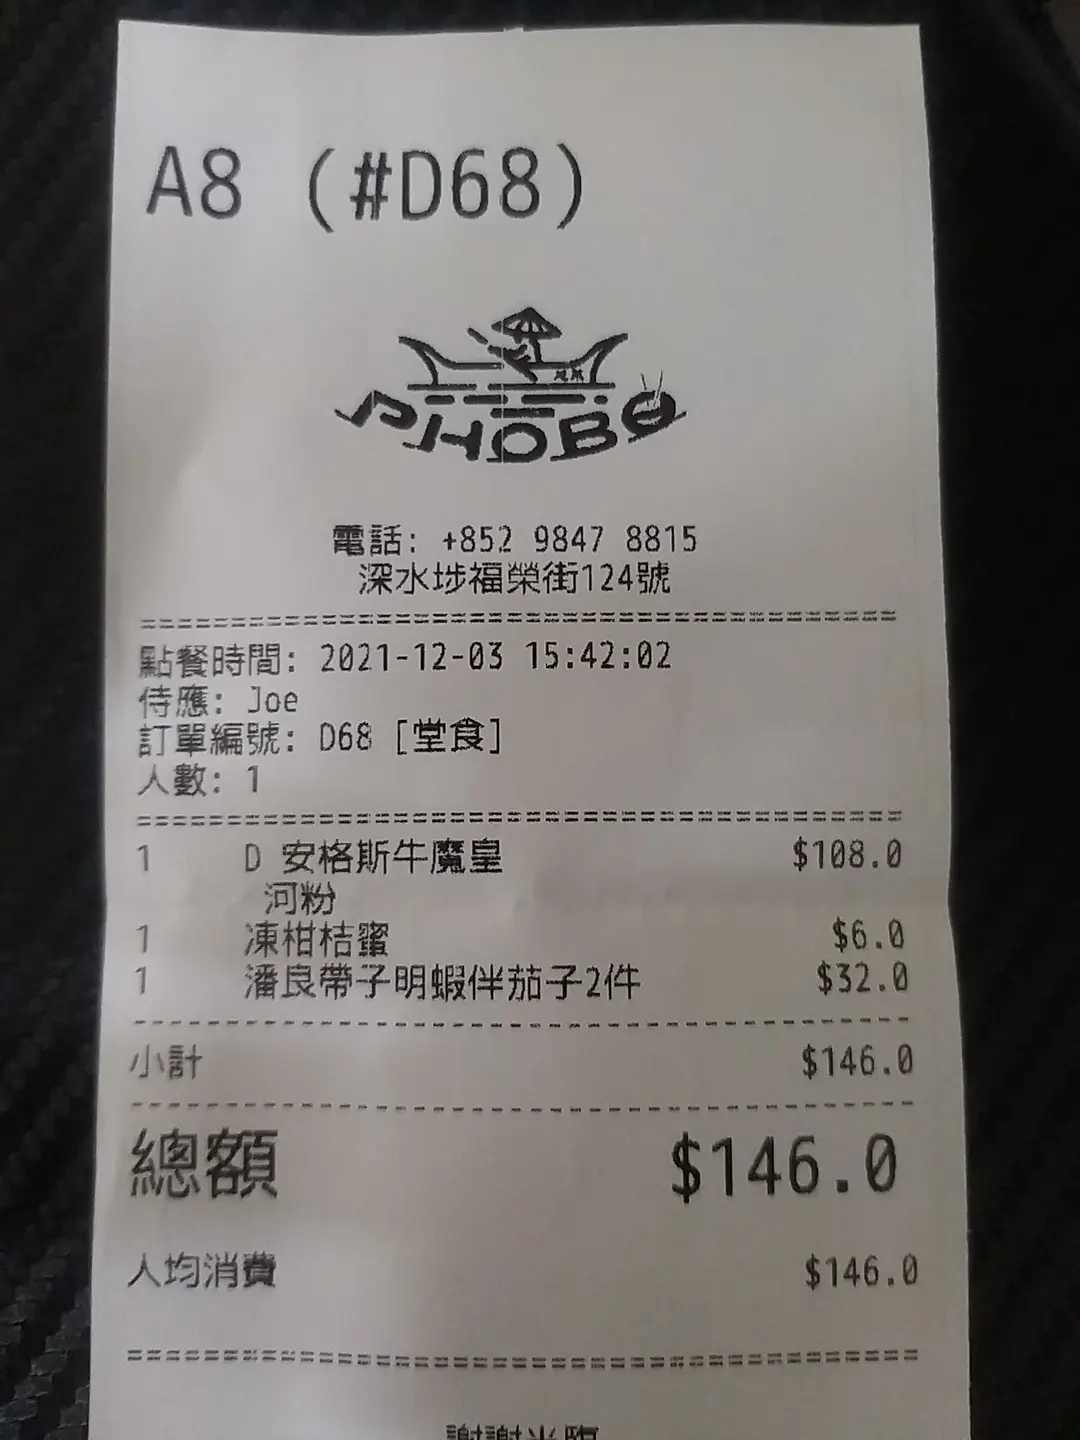 A8 (#D68)
PHOBO
電話: +852 9847 8815
深水埗福榮街124號
點餐時間: 2021-12-03 15:42:02
侍應: Joe
訂單編號: D68 [堂食]
人數: 1
1 D 安格斯牛魔皇 $108.0
河粉
1 凍柑桔蜜 $6.0
1 潘良帶子明蝦伴茄子2件 $32.0
小計 $146.0
總額 $146.0
人均消費 $146.0
謝謝光臨